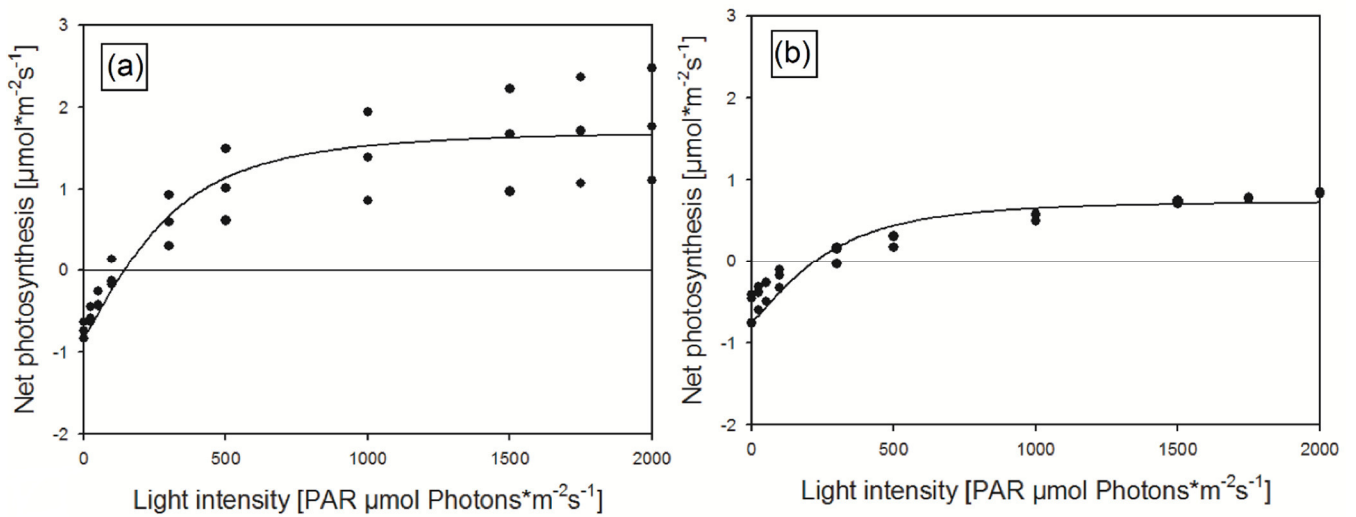 (a)
Net photosynthesis [µmol*m-2s-1]
3
2
1
0
-1
-2
0 500 1000 1500 2000
Light intensity [PAR µmol Photons*m-2s-1]
(b)
Net photosynthesis [µmol*m-2s-1]
3
2
1
0
-1
-2
0 500 1000 1500 2000
Light intensity [PAR µmol Photons*m-2s-1]